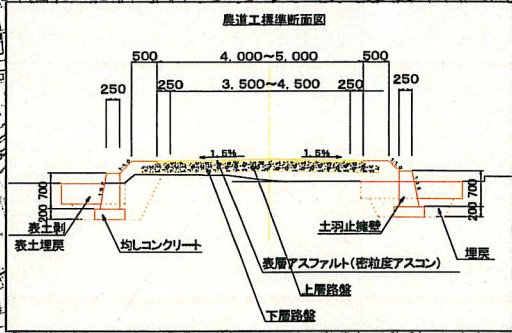 農道工標準断面図
500 4,000~5,000 500
250 250 3,500~4,500 250 250
1.5% 1.5%
700 700
200 200
表土剥
表土埋戻
均しコンクリート
土羽止擁壁
埋戻
表層アスファルト(密粒度アスコン)
上層路盤
下層路盤